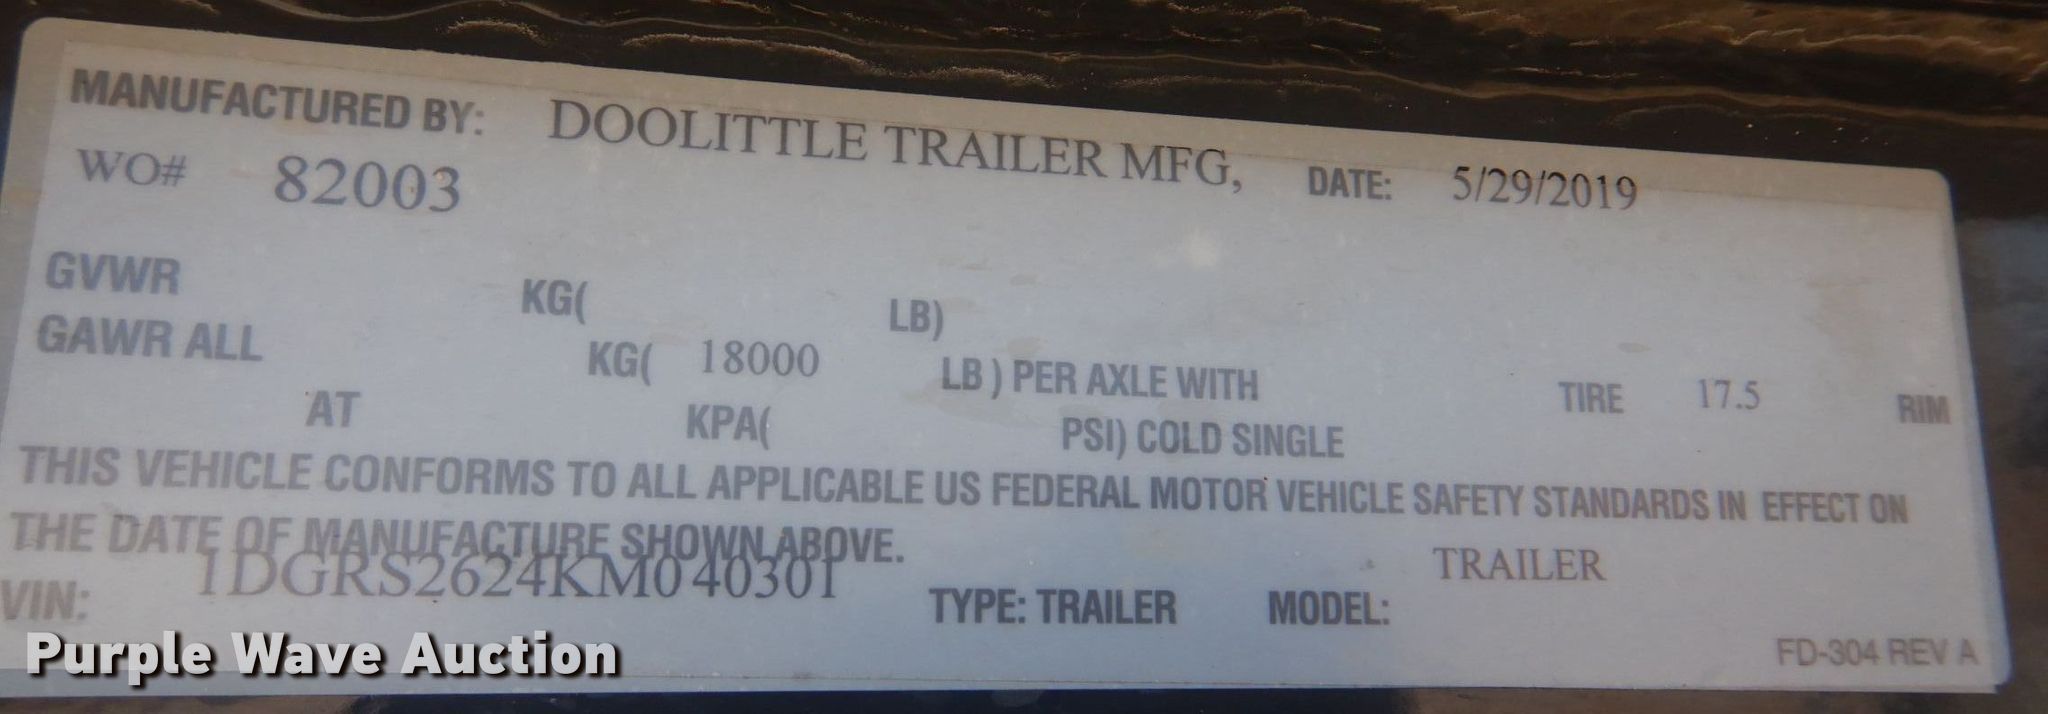 MANUFACTURED BY: DOOLITTLE TRAILER MFG, DATE: 5/29/2019
WO# 82003
GVWR KG( LB)
GAWR ALL KG( 18000 LB ) PER AXLE WITH TIRE 17.5 RIM
AT KPA( PSI) COLD SINGLE
THIS VEHICLE CONFORMS TO ALL APPLICABLE US FEDERAL MOTOR VEHICLE SAFETY STANDARDS IN EFFECT ON
THE DATE OF MANUFACTURE SHOWN ABOVE.
VIN: 1DGRS2624KM040301 TYPE: TRAILER MODEL: TRAILER
FD-304 REV A
Purple Wave Auction